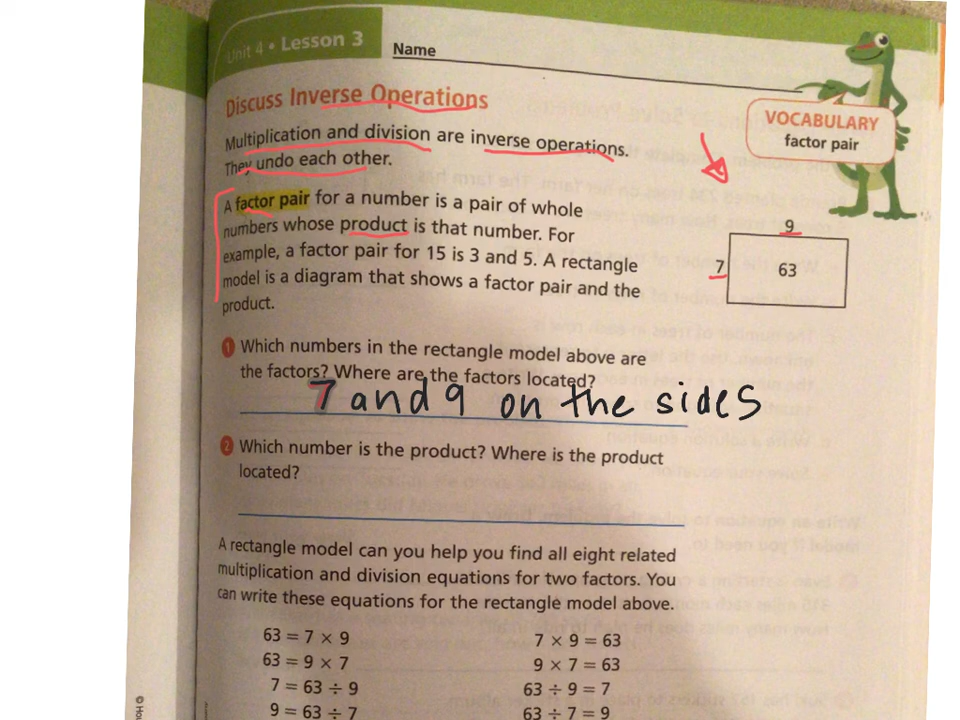 Unit 4 • Lesson 3
Name
Discuss Inverse Operations
VOCABULARY
factor pair
Multiplication and division are inverse operations.
They undo each other.
A factor pair for a number is a pair of whole
numbers whose product is that number. For
example, a factor pair for 15 is 3 and 5. A rectangle
model is a diagram that shows a factor pair and the
product.
9
7
63
1 Which numbers in the rectangle model above are
the factors? Where are the factors located?
7 and 9 on the sides
2 Which number is the product? Where is the product
located?
A rectangle model can you help you find all eight related
multiplication and division equations for two factors. You
can write these equations for the rectangle model above.
63 = 7 × 9
63 = 9 × 7
7 = 63 ÷ 9
9 = 63 ÷ 7
7 × 9 = 63
9 × 7 = 63
63 ÷ 9 = 7
63 ÷ 7 = 9